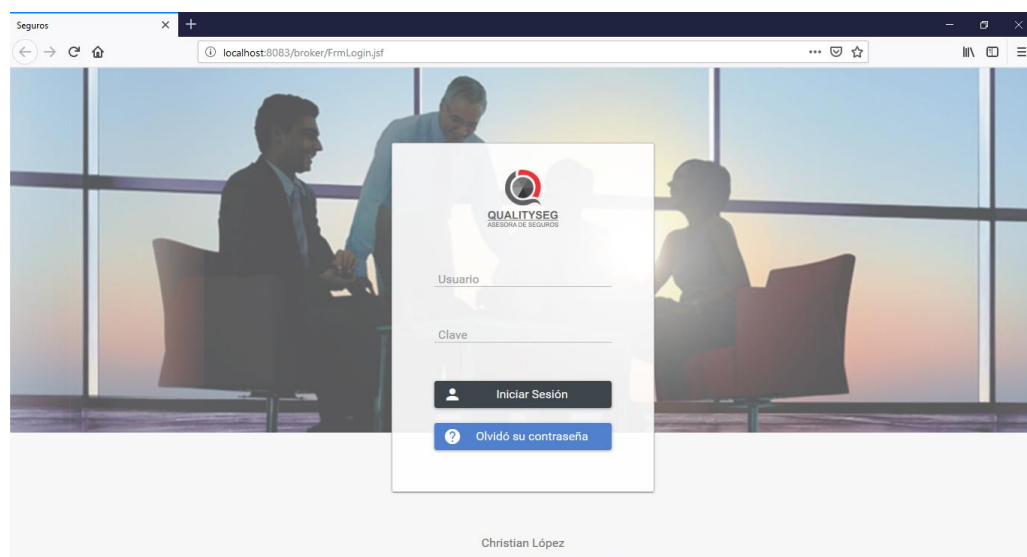 Seguros
localhost:8083/broker/FrmLogin.jsf
QUALITYSEG
ASESORA DE SEGUROS
Usuario
Clave
Iniciar Sesión
Olvidó su contraseña
Christian López